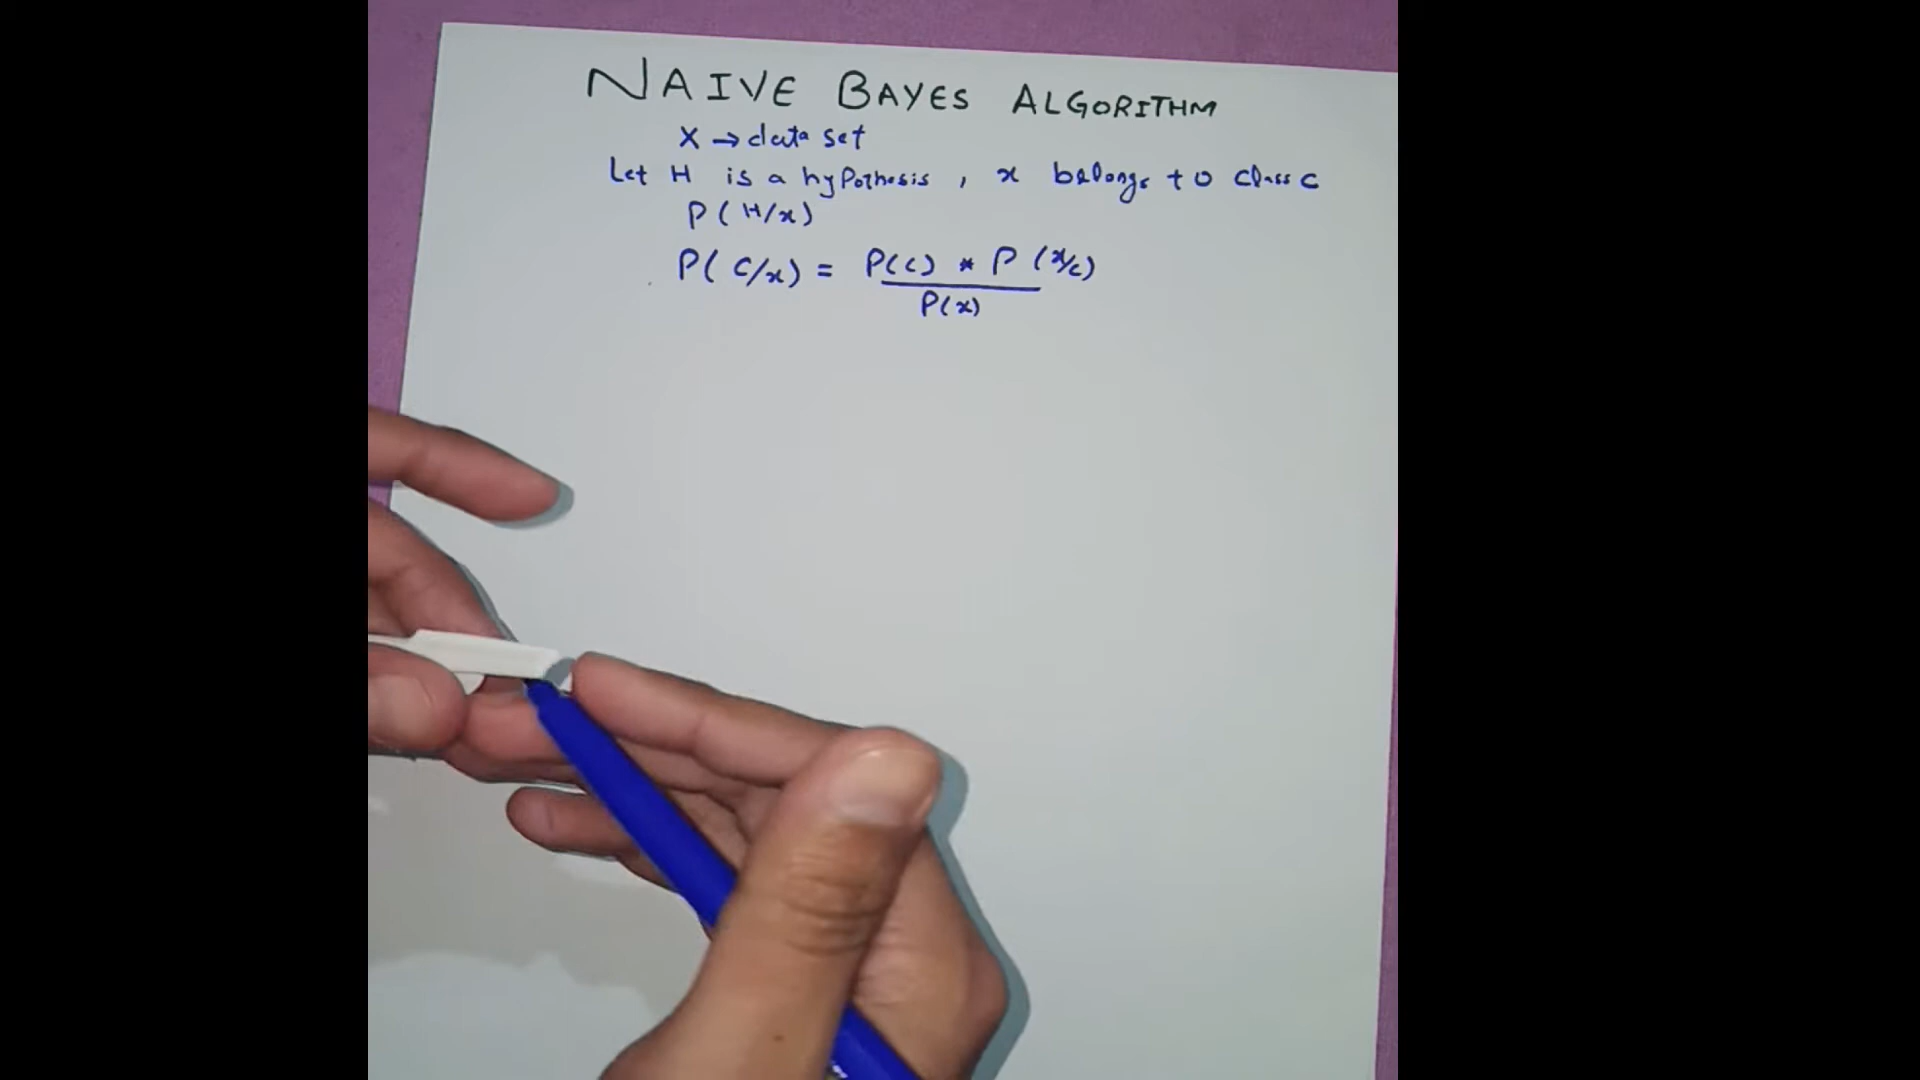 NAIVE BAYES ALGORITHM
X → data set
Let H is a hypothesis, x belongs to class c
P(H/x)
P(C/x) = P(c) * P(x/c)
P(x)